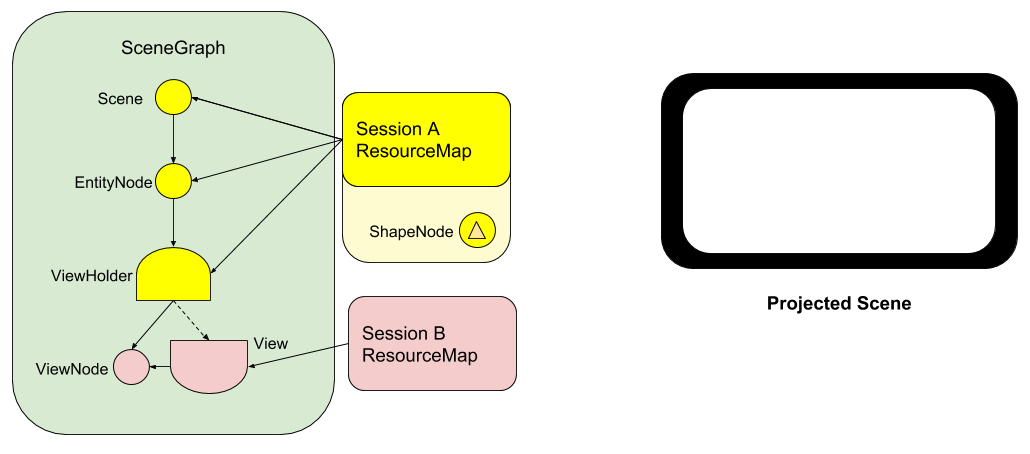 SceneGraph
Scene
EntityNode
ViewHolder
View
ViewNode
Session A
ResourceMap
ShapeNode
Session B
ResourceMap
Projected Scene